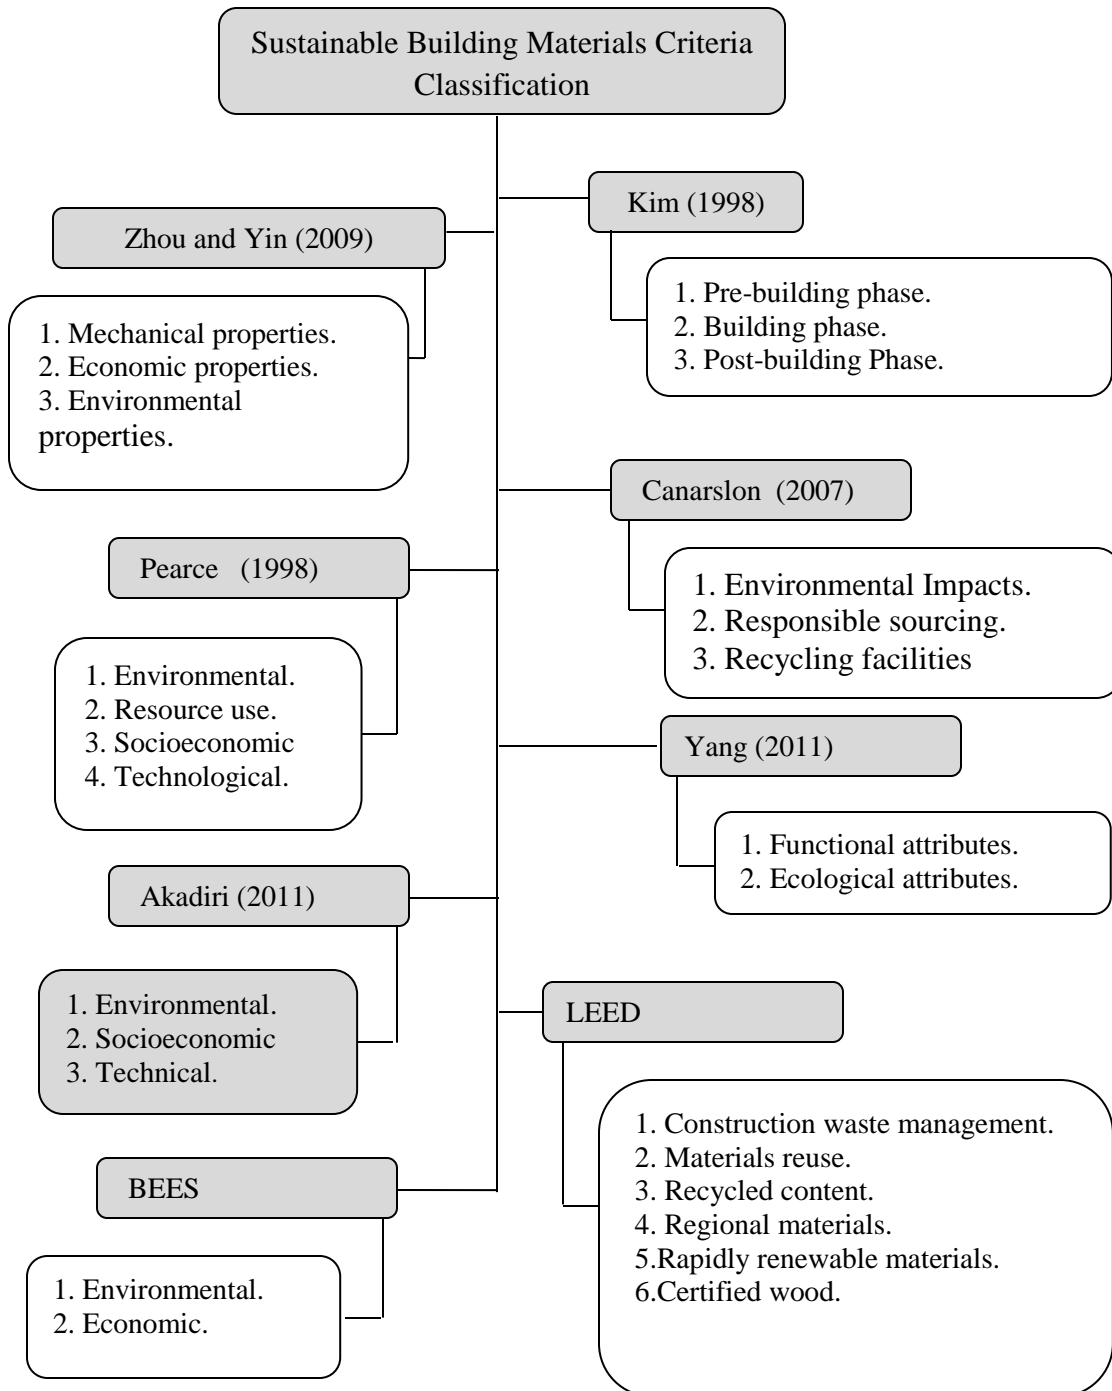 Sustainable Building Materials Criteria
Classification
Kim (1998)
1. Pre-building phase.
2. Building phase.
3. Post-building Phase.
Zhou and Yin (2009)
1. Mechanical properties.
2. Economic properties.
3. Environmental
properties.
Canarslon (2007)
1. Environmental Impacts.
2. Responsible sourcing.
3. Recycling facilities
Pearce (1998)
1. Environmental.
2. Resource use.
3. Socioeconomic
4. Technological.
Yang (2011)
1. Functional attributes.
2. Ecological attributes.
Akadiri (2011)
1. Environmental.
2. Socioeconomic
3. Technical.
LEED
1. Construction waste management.
2. Materials reuse.
3. Recycled content.
4. Regional materials.
5.Rapidly renewable materials.
6.Certified wood.
BEES
1. Environmental.
2. Economic.